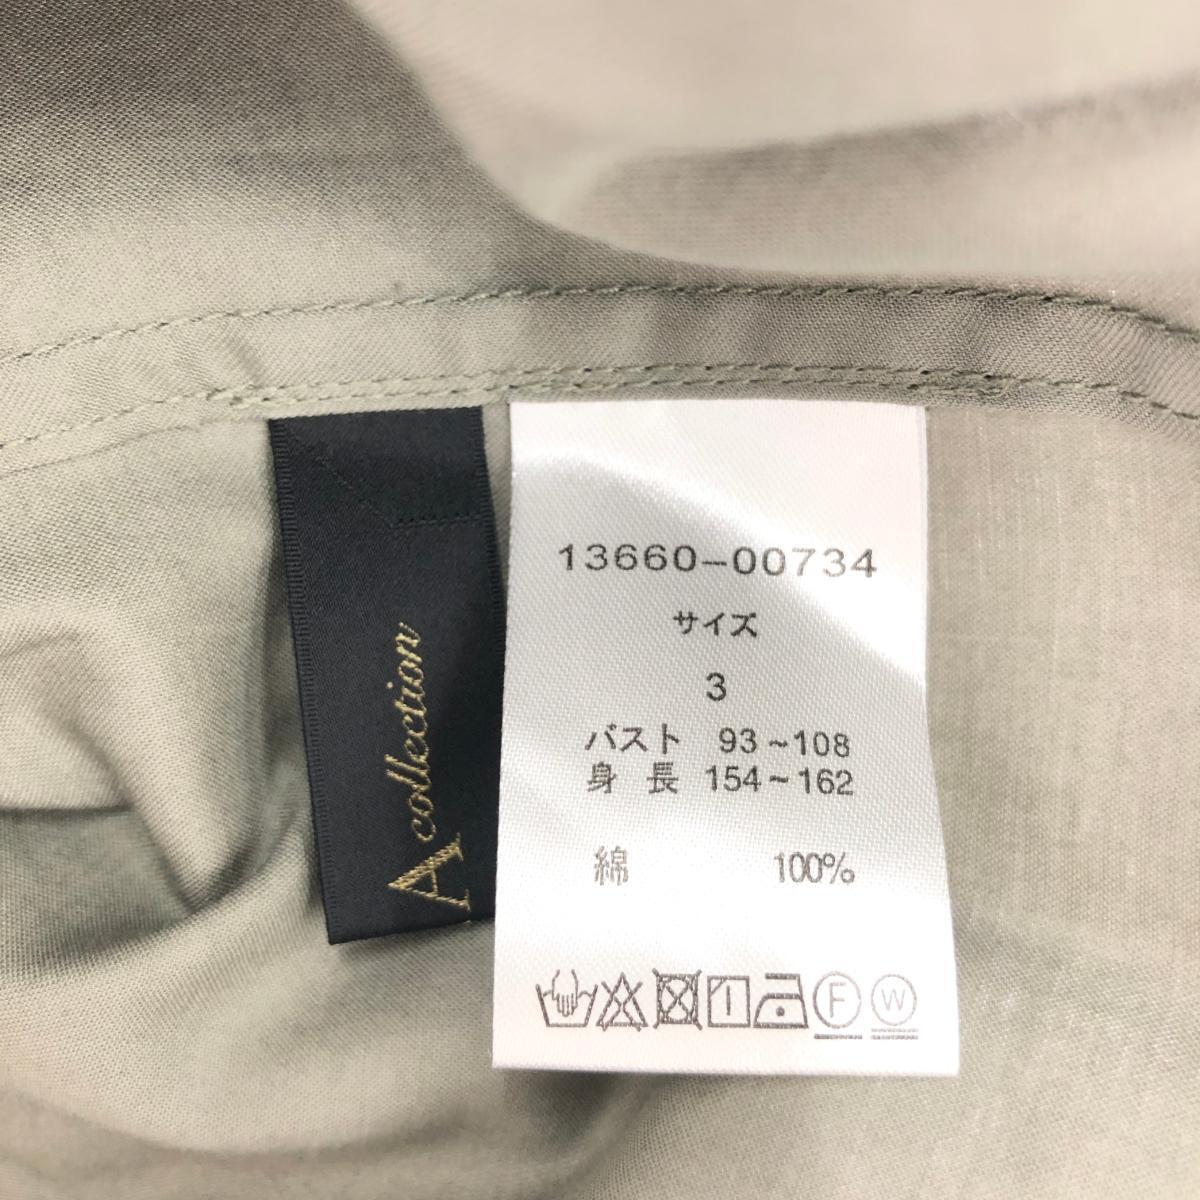 A collection
13660-00734
サイズ
3
バスト 93~108
身長 154~162
綿 100%
F W